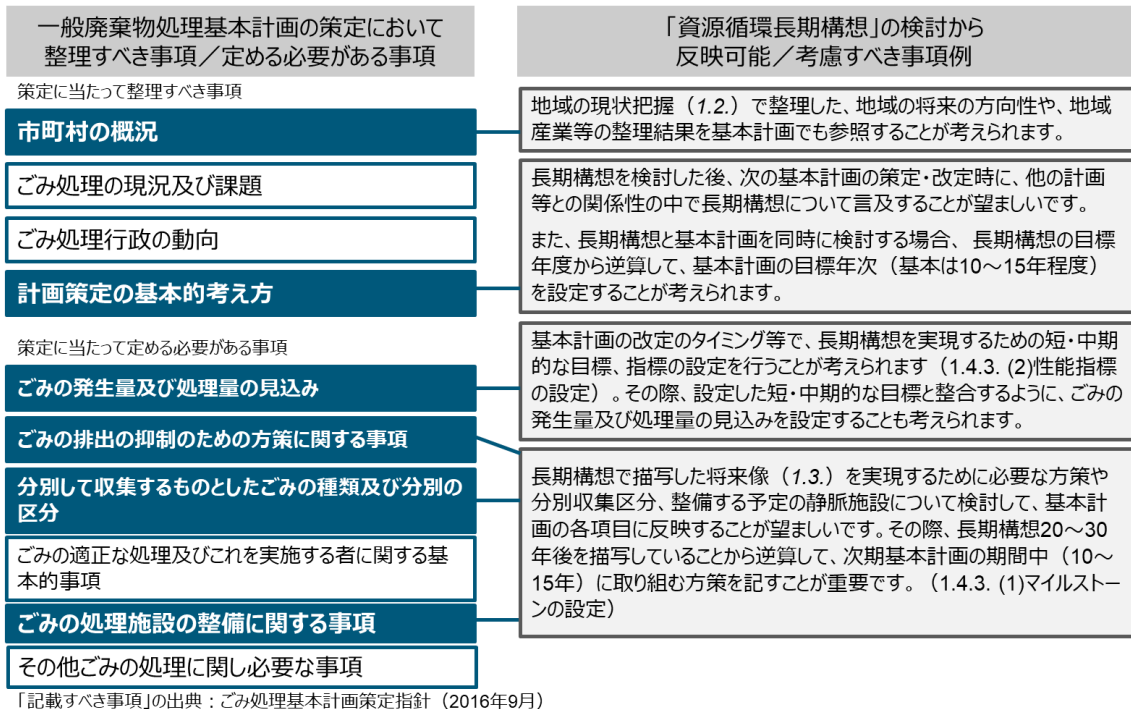 一般廃棄物処理基本計画の策定において
整理すべき事項／定める必要がある事項
策定に当たって整理すべき事項
市町村の概況
ごみ処理の現況及び課題
ごみ処理行政の動向
計画策定の基本的考え方
策定に当たって定める必要がある事項
ごみの発生量及び処理量の見込み
ごみの排出の抑制のための方策に関する事項
分別して収集するものとしたごみの種類及び分別の
区分
ごみの適正な処理及びこれを実施する者に関する基
本的事項
ごみの処理施設の整備に関する事項
その他ごみの処理に関し必要な事項
「資源循環長期構想」の検討から
反映可能／考慮すべき事項例
地域の現状把握（1.2.）で整理した、地域の将来の方向性や、地域
産業等の整理結果を基本計画でも参照することが考えられます。
長期構想を検討した後、次の基本計画の策定・改定時に、他の計画
等との関係性の中で長期構想について言及することが望ましいです。
また、長期構想と基本計画を同時に検討する場合、 長期構想の目標
年度から逆算して、基本計画の目標年次（基本は10～15年程度）
を設定することが考えられます。
基本計画の改定のタイミング等で、長期構想を実現するための短・中期
的な目標、指標の設定を行うことが考えられます（1.4.3. (2)性能指標
の設定）。その際、設定した短・中期的な目標と整合するように、ごみの
発生量及び処理量の見込みを設定することも考えられます。
長期構想で描写した将来像（1.3.）を実現するために必要な方策や
分別収集区分、整備する予定の静脈施設について検討して、基本計
画の各項目に反映することが望ましいです。その際、長期構想20～30
年後を描写していることから逆算して、次期基本計画の期間中（10～
15年）に取り組む方策を記すことが重要です。（1.4.3. (1)マイルストー
ンの設定）
「記載すべき事項」の出典：ごみ処理基本計画策定指針（2016年9月）